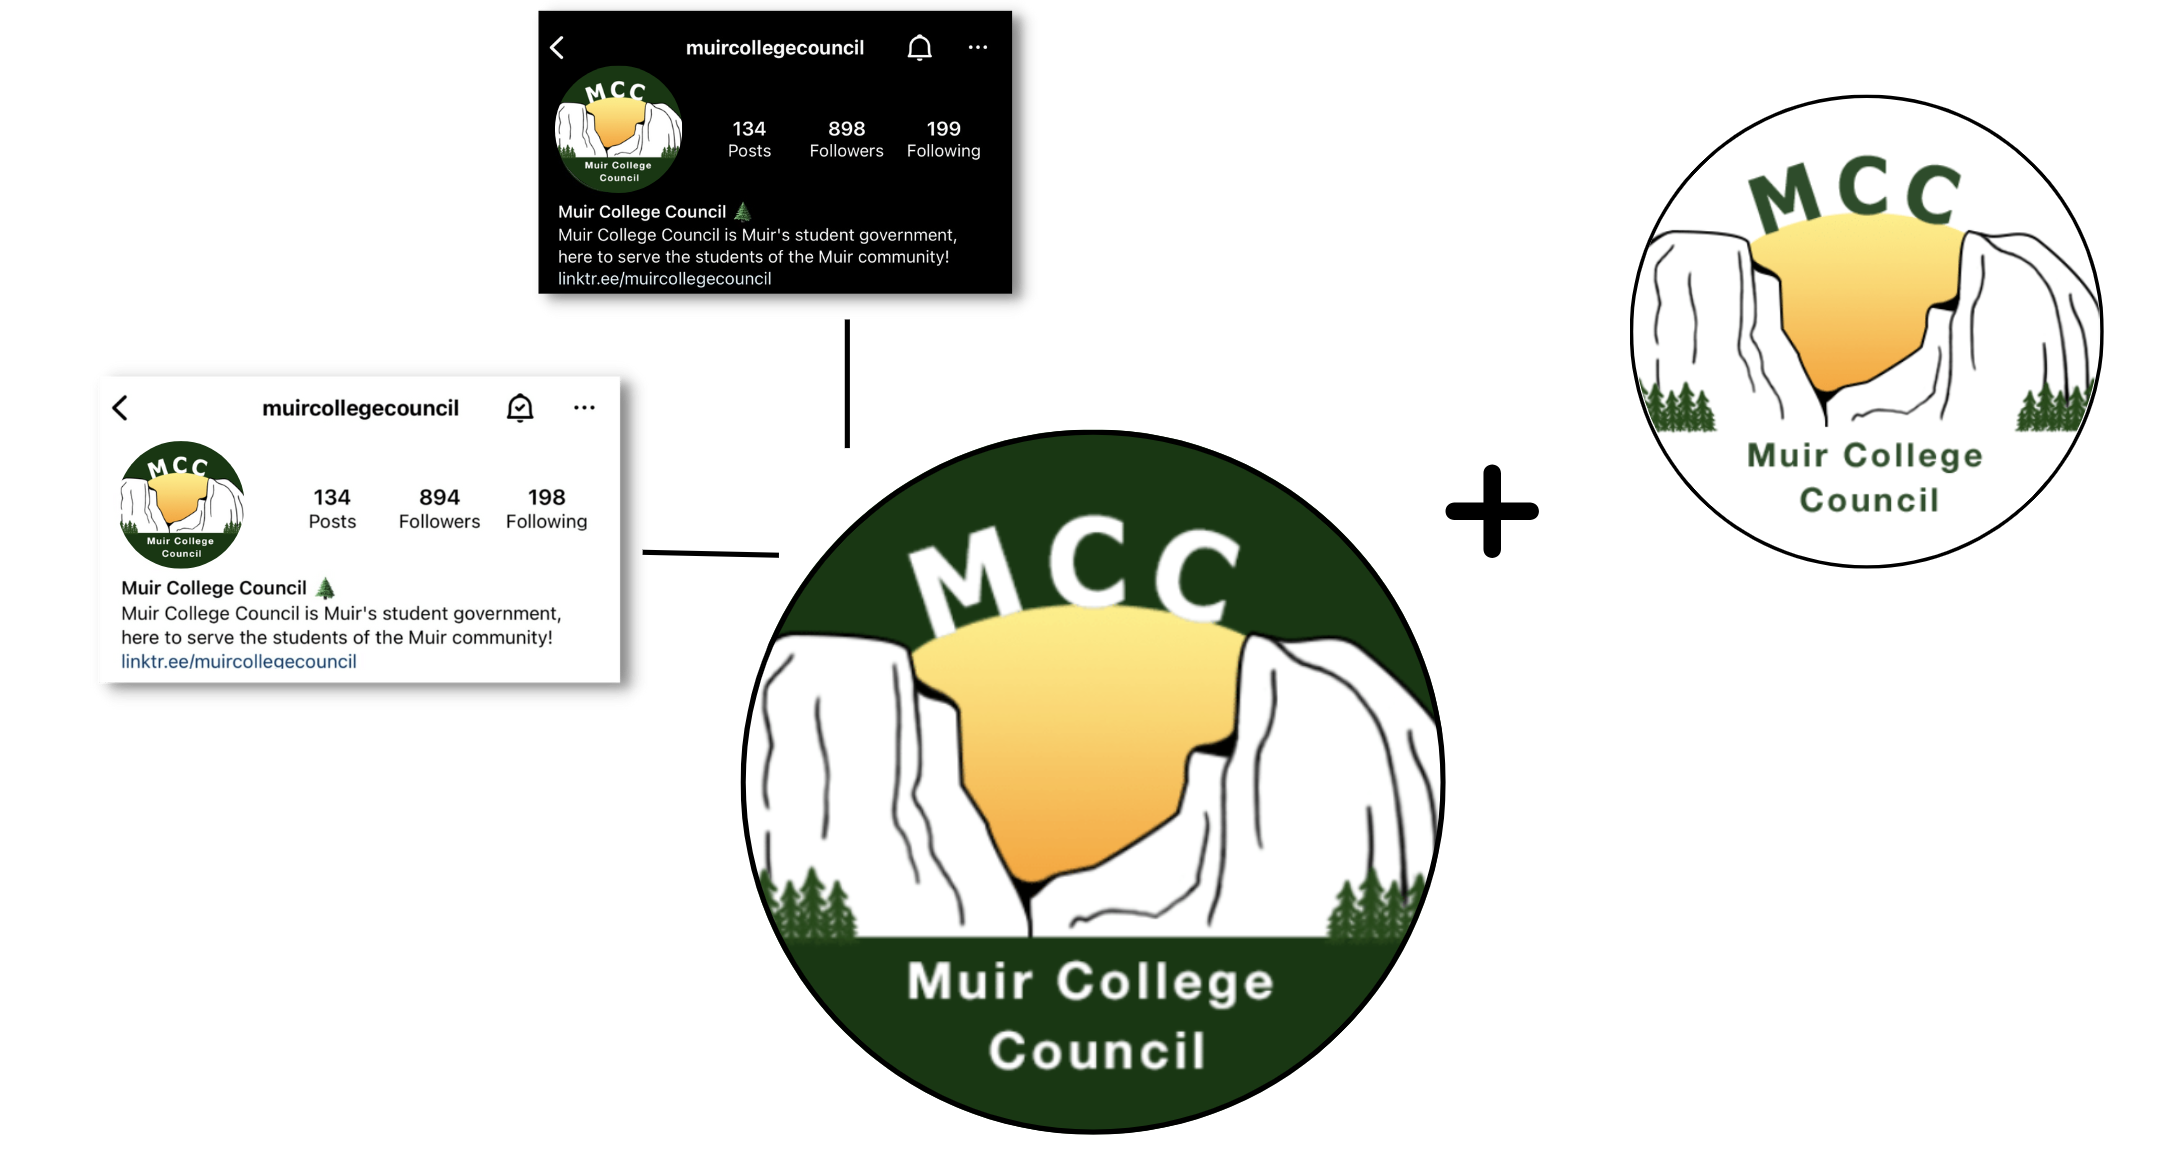 muircollegecouncil
MCC
134 898 199
Posts Followers Following
Muir College
Council
Muir College Council 🌲
Muir College Council is Muir's student government,
here to serve the students of the Muir community!
linktr.ee/muircollegecouncil
muircollegecouncil
MCC
134 894 198
Posts Followers Following
Muir College
Council
Muir College Council 🌲
Muir College Council is Muir's student government,
here to serve the students of the Muir community!
linktr.ee/muircollegecouncil
MCC
Muir College
Council
MCC
Muir College
Council